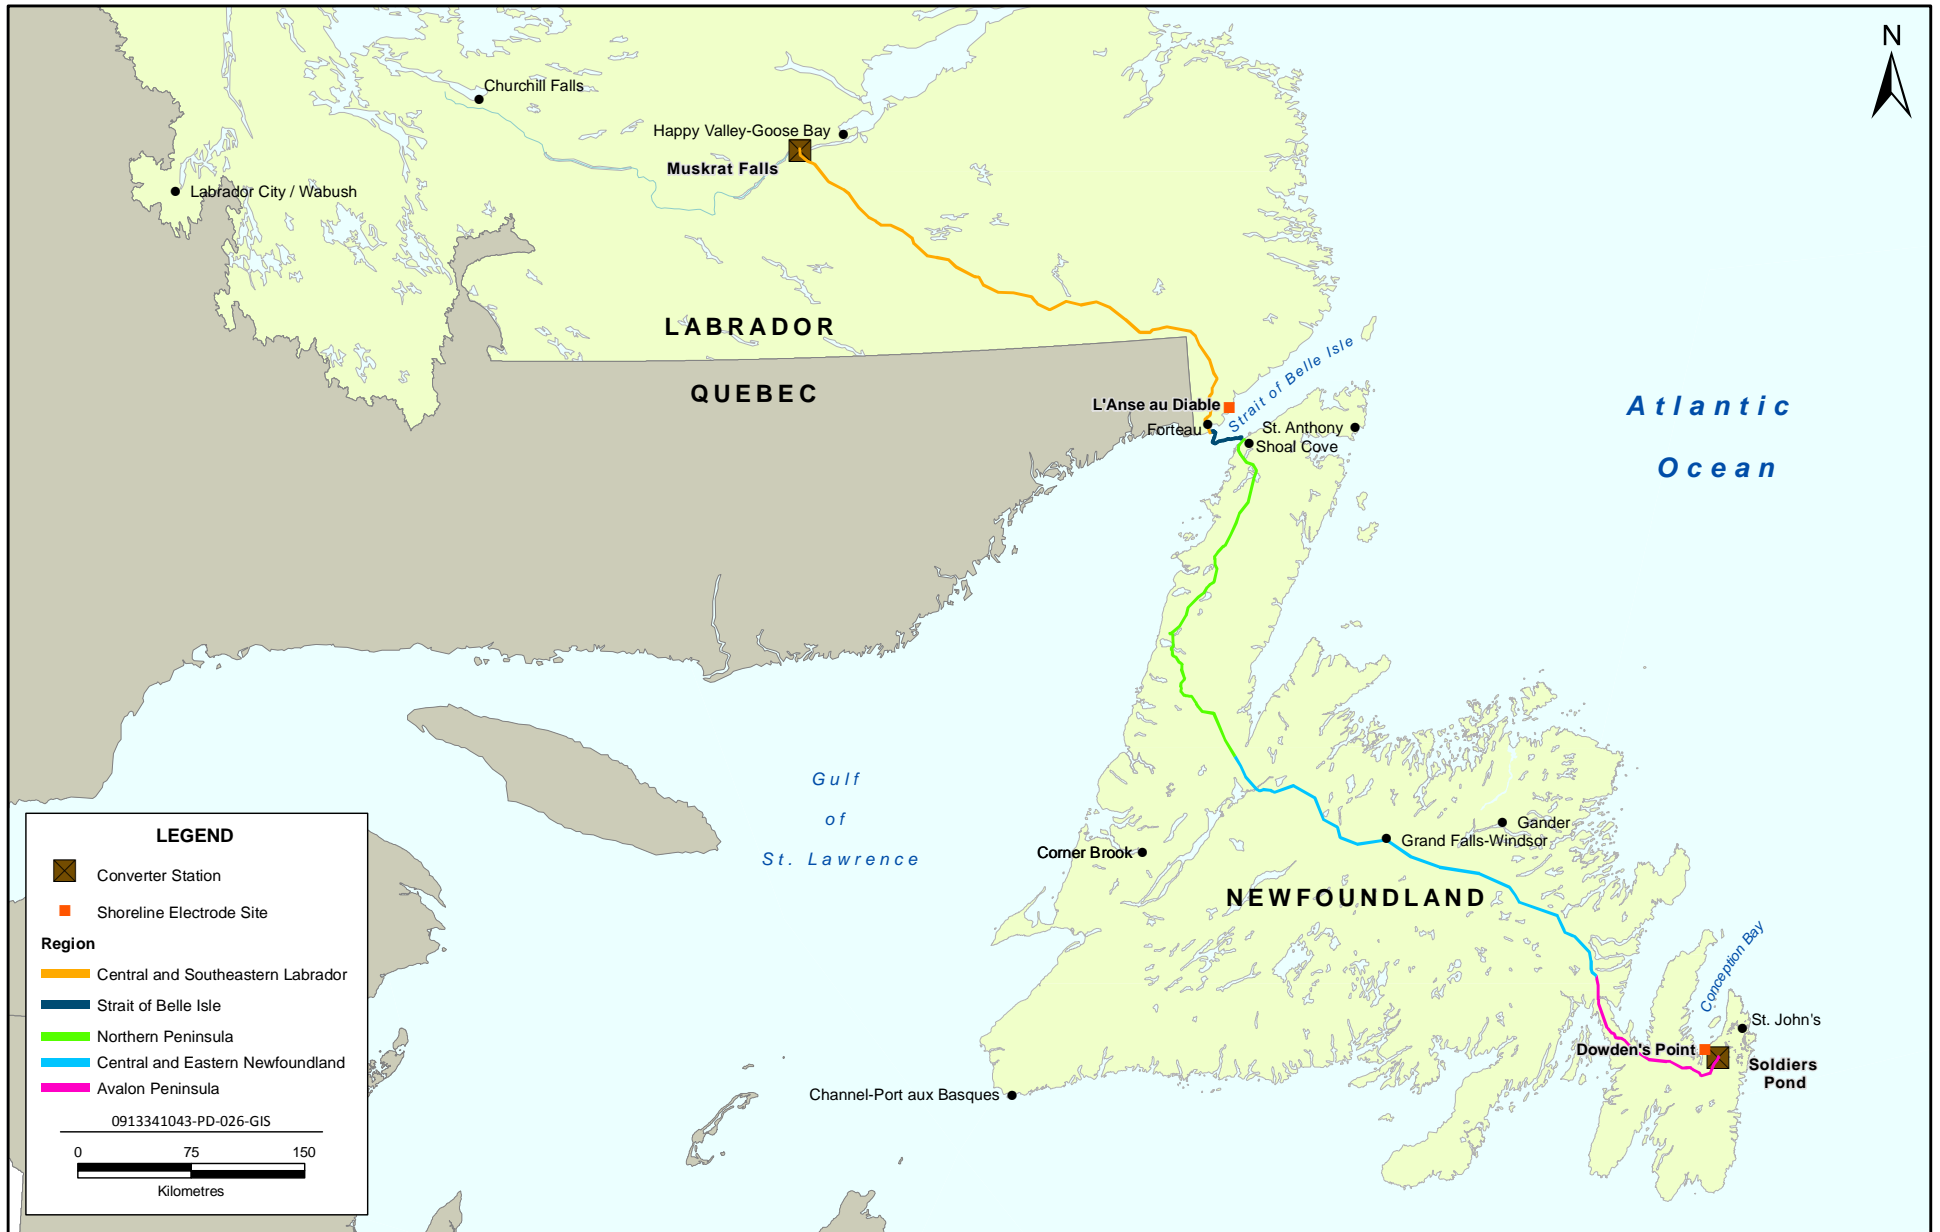 N
Churchill Falls
Happy Valley-Goose Bay
Muskrat Falls
Labrador City / Wabush
LABRADOR
QUEBEC
Strait of Belle Isle
L'Anse au Diable
Forteau
St. Anthony
Shoal Cove
Atlantic
Ocean
Gulf
of
St. Lawrence
Gander
Grand Falls-Windsor
Corner Brook
NEWFOUNDLAND
Conception Bay
St. John's
Dowden's Point
Soldiers
Pond
Channel-Port aux Basques
LEGEND
Converter Station
Shoreline Electrode Site
Region
Central and Southeastern Labrador
Strait of Belle Isle
Northern Peninsula
Central and Eastern Newfoundland
Avalon Peninsula
0913341043-PD-026-GIS
0 75 150
Kilometres